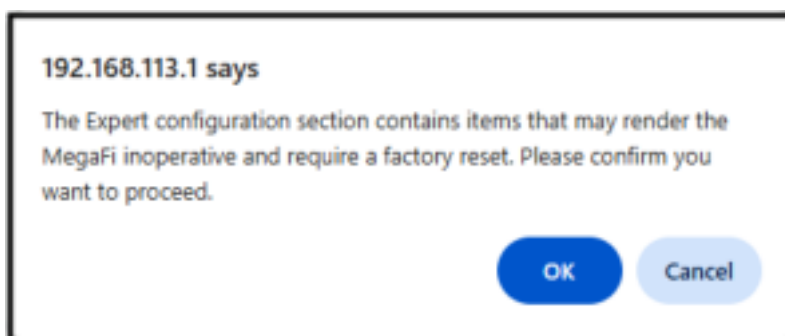 192.168.113.1 says
The Expert configuration section contains items that may render the
MegaFi inoperative and require a factory reset. Please confirm you
want to proceed.
OK
Cancel